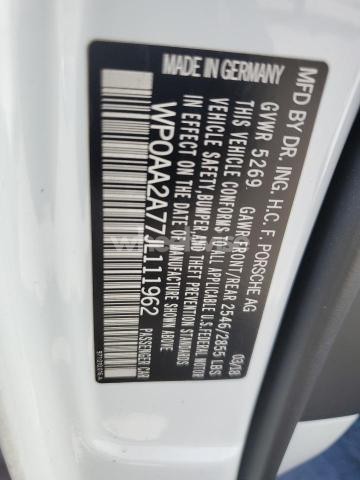 MFD BY DR. ING. H.C. F. PORSCHE AG
03/18
GVWR 5269. GAWR FRONT/REAR 2546/2855 LBS
THIS VEHICLE CONFORMS TO ALL APPLICABLE U.S.FEDERAL MOTOR
VEHICLE SAFETY,BUMPER,AND THEFT PREVENTION STANDARDS
IN EFFECT ON THE DATE OF MANUFACTURE SHOWN ABOVE
WP0AA2A77JL111962
PASSENGER CAR
MADE IN GERMANY